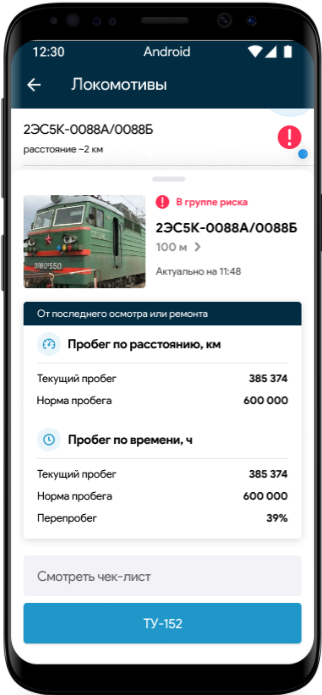 12:30
Android
Локомотивы
2ЭС5К-0088А/0088Б
расстояние ~2 км
В группе риска
2ЭС5К-0088А/0088Б
100 м
Актуально на 11:48
От последнего осмотра или ремонта
Пробег по расстоянию, км
Текущий пробег 385 374
Норма пробега 600 000
Пробег по времени, ч
Текущий пробег 385 374
Норма пробега 600 000
Перепробег 39%
Смотреть чек-лист
ТУ-152